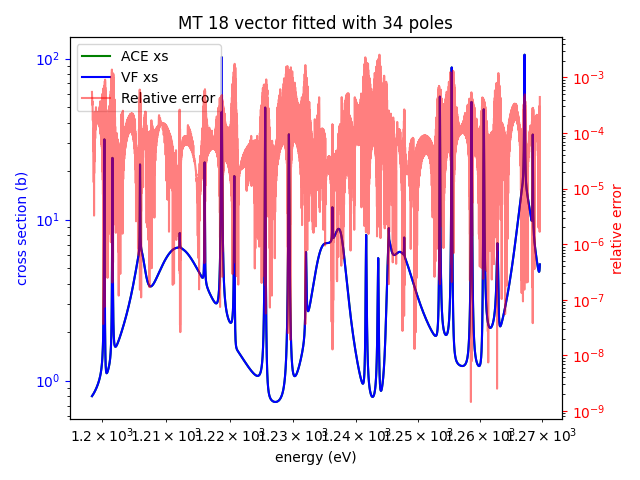 MT 18 vector fitted with 34 poles
ACE xs
VF xs
Relative error
cross section (b)
10²
10¹
10⁰
relative error
10⁻³
10⁻⁴
10⁻⁵
10⁻⁶
10⁻⁷
10⁻⁸
10⁻⁹
1.2 × 10³ 1.21 × 10³ 1.22 × 10³ 1.23 × 10³ 1.24 × 10³ 1.25 × 10³ 1.26 × 10³ 1.27 × 10³
energy (eV)